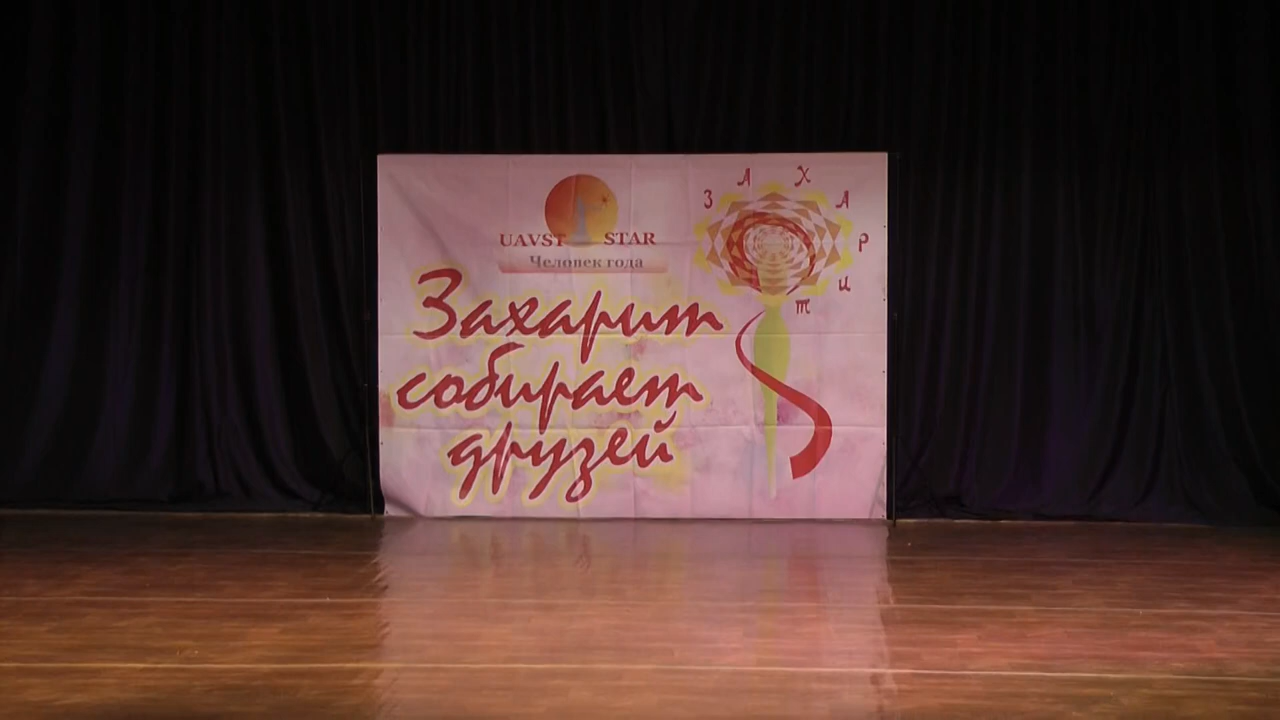 UAVST STAR
Человек года
Захарит
собирает
друзей
ЗАХАРИТ